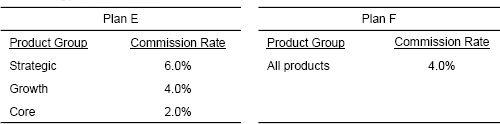 Plan E
Product Group Commission Rate
Strategic 6.0%
Growth 4.0%
Core 2.0%
Plan F
Product Group Commission Rate
All products 4.0%